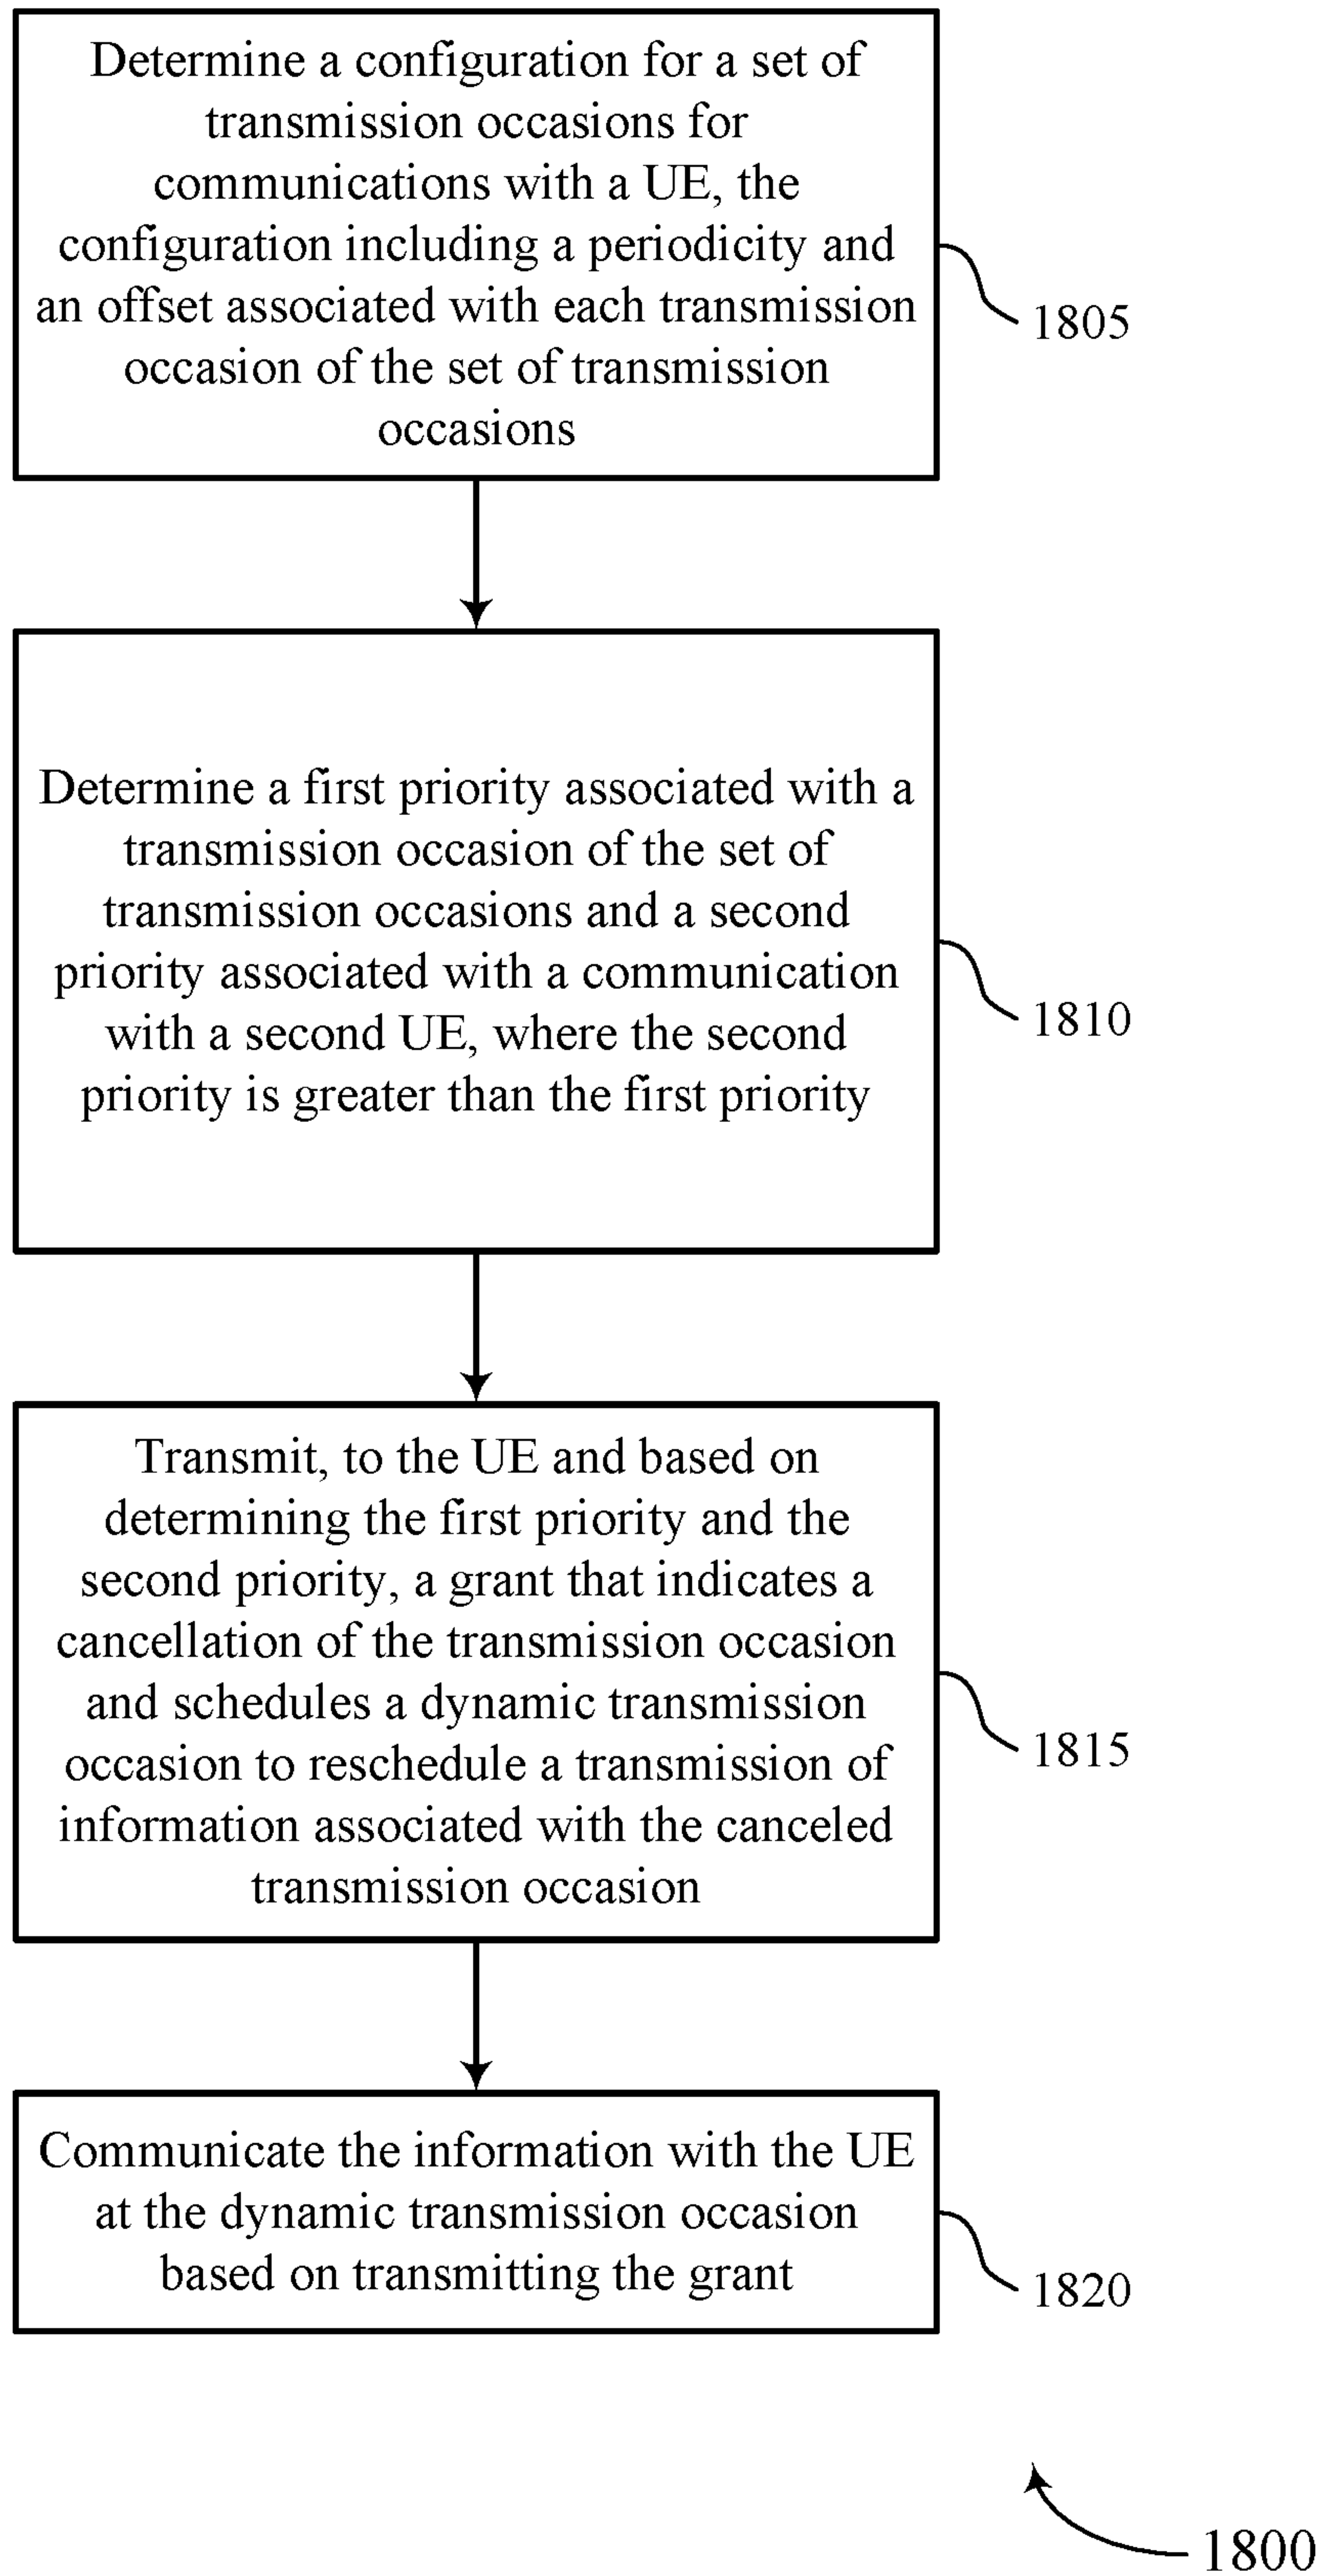 Determine a configuration for a set of
transmission occasions for
communications with a UE, the
configuration including a periodicity and
an offset associated with each transmission
occasion of the set of transmission
occasions
1805
Determine a first priority associated with a
transmission occasion of the set of
transmission occasions and a second
priority associated with a communication
with a second UE, where the second
priority is greater than the first priority
1810
Transmit, to the UE and based on
determining the first priority and the
second priority, a grant that indicates a
cancellation of the transmission occasion
and schedules a dynamic transmission
occasion to reschedule a transmission of
information associated with the canceled
transmission occasion
1815
Communicate the information with the UE
at the dynamic transmission occasion
based on transmitting the grant
1820
1800